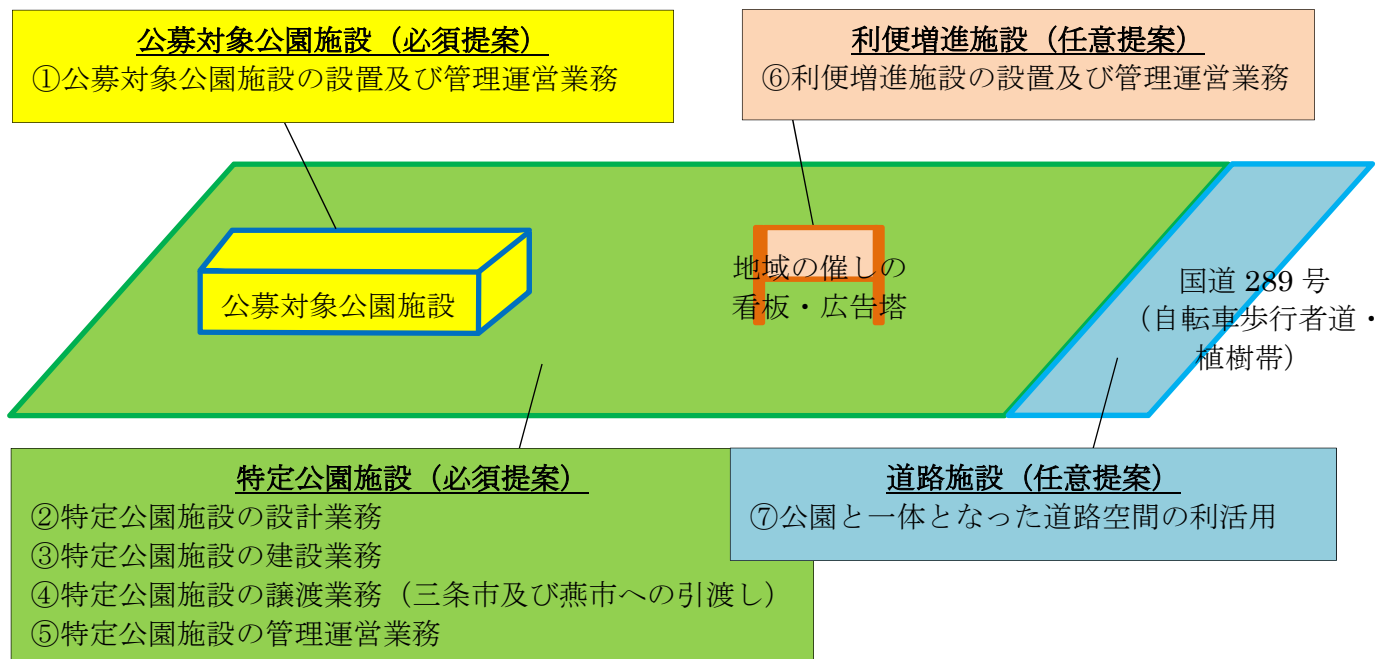 公募対象公園施設（必須提案）
①公募対象公園施設の設置及び管理運営業務
利便増進施設（任意提案）
⑥利便増進施設の設置及び管理運営業務
公募対象公園施設
地域の催しの
看板・広告塔
国道 289 号
（自転車歩行者道・
植樹帯）
特定公園施設（必須提案）
②特定公園施設の設計業務
③特定公園施設の建設業務
④特定公園施設の譲渡業務（三条市及び燕市への引渡し）
⑤特定公園施設の管理運営業務
道路施設（任意提案）
⑦公園と一体となった道路空間の利活用